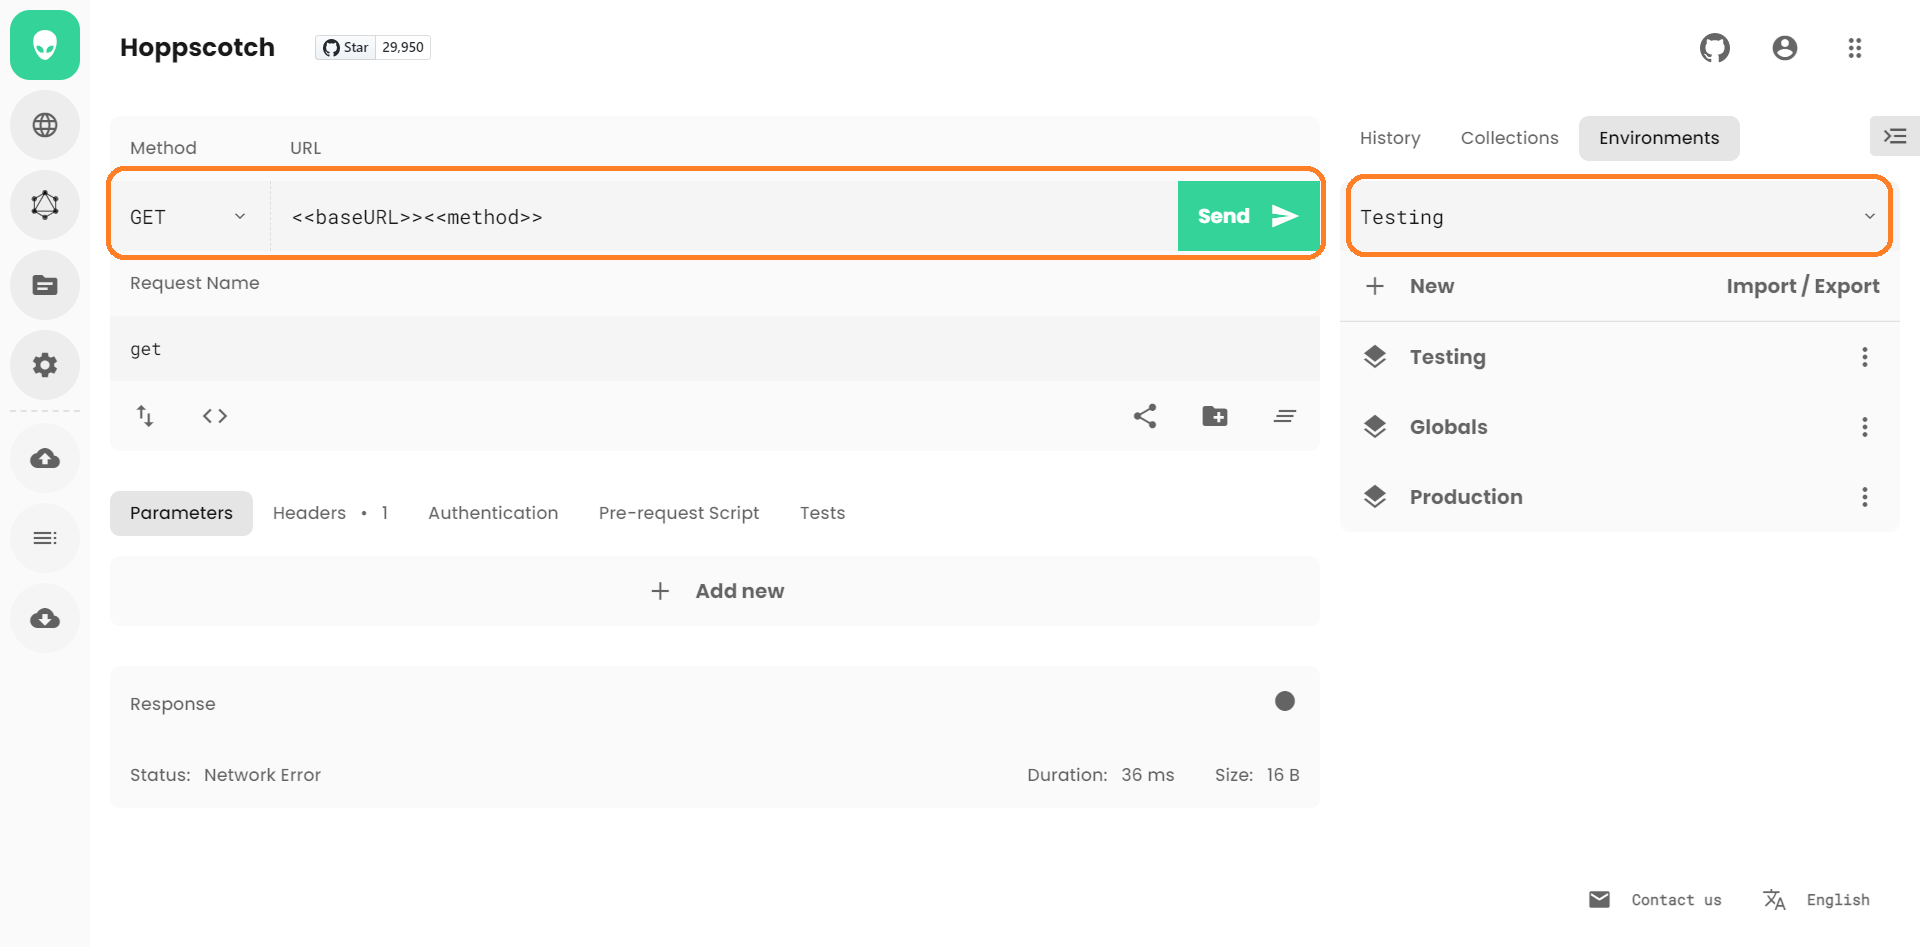 Hoppscotch
Star 29,950
Method URL
GET <<baseURL>><<method>> Send
Request Name
get
Parameters Headers • 1 Authentication Pre-request Script Tests
Add new
Response
Status: Network Error Duration: 36 ms Size: 16 B
History Collections Environments
Testing
New Import / Export
Testing
Globals
Production
Contact us English